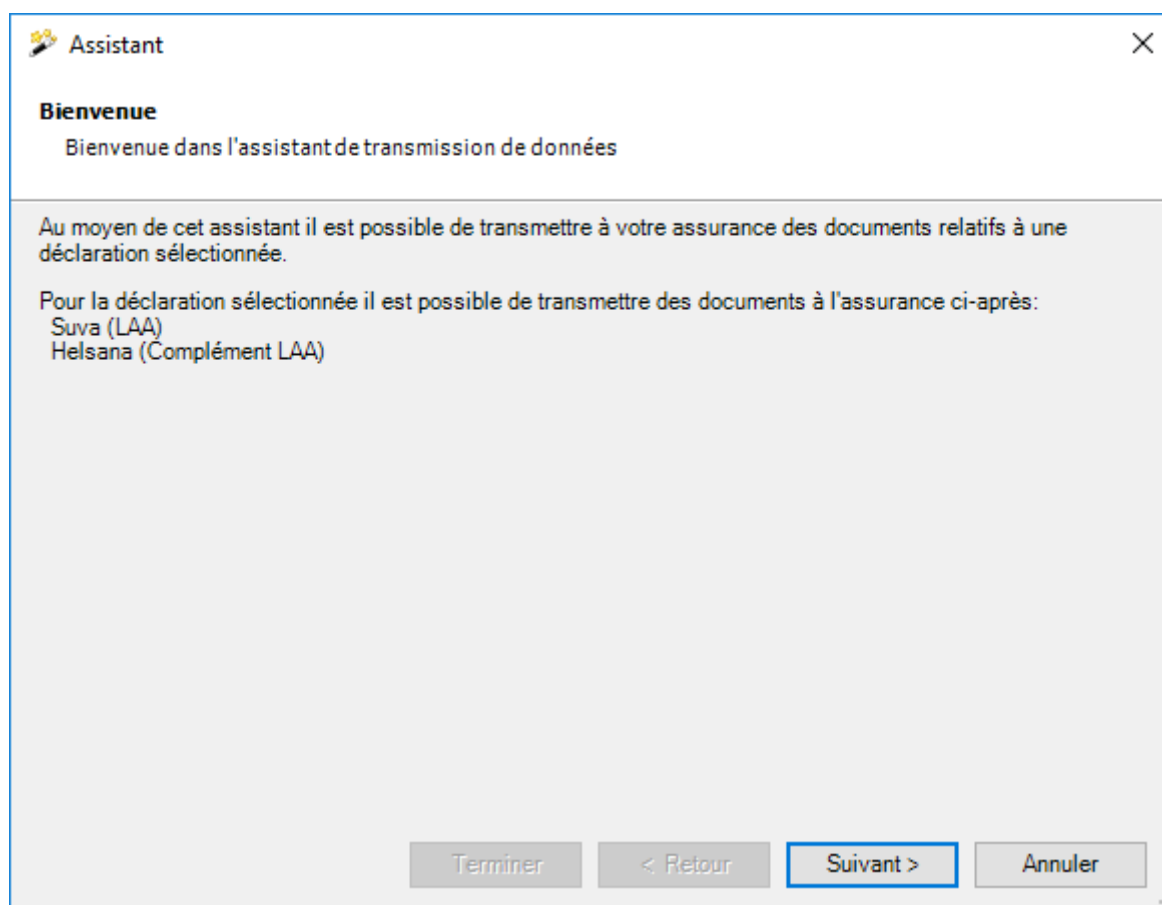 Assistant
Bienvenue
Bienvenue dans l'assistant de transmission de données
Au moyen de cet assistant il est possible de transmettre à votre assurance des documents relatifs à une
déclaration sélectionnée.
Pour la déclaration sélectionnée il est possible de transmettre des documents à l'assurance ci-après:
Suva (LAA)
Helsana (Complément LAA)
Terminer
< Retour
Suivant >
Annuler